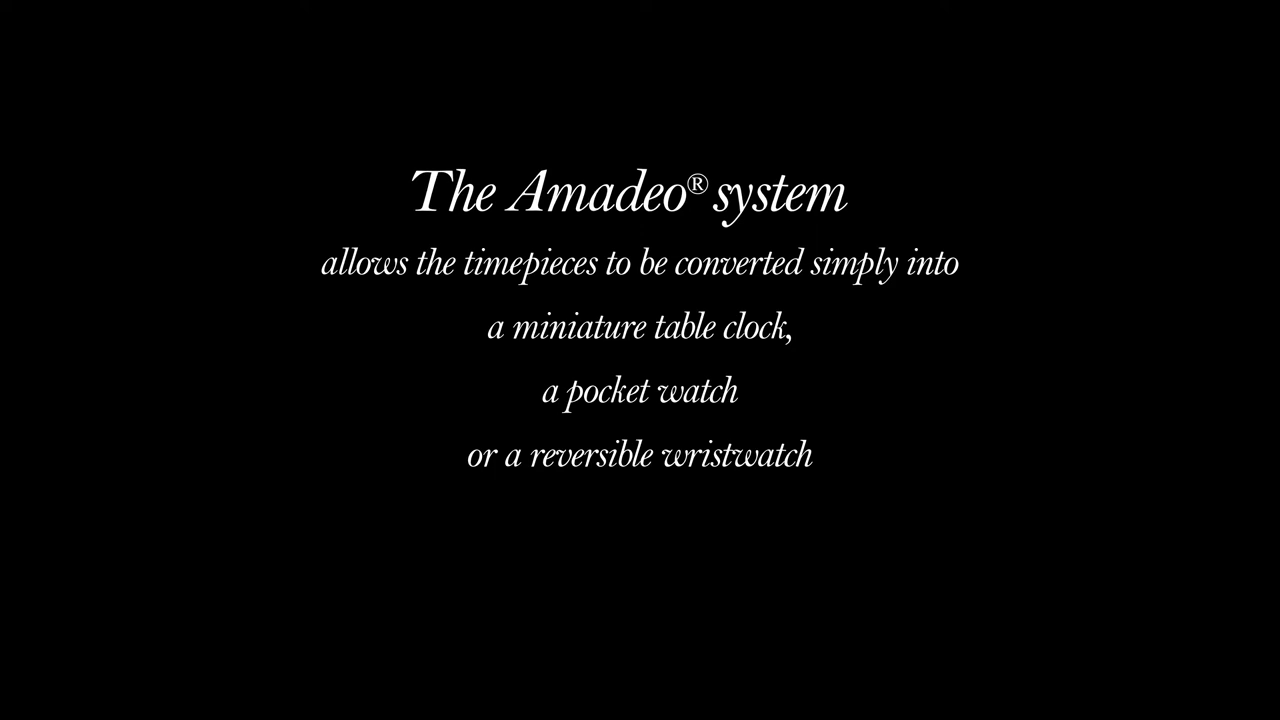 The Amadeo® system
allows the timepieces to be converted simply into
a miniature table clock,
a pocket watch
or a reversible wristwatch